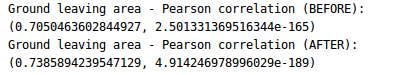 Ground leaving area - Pearson correlation (BEFORE):
(0.7050463602844927, 2.501331369516344e-165)
Ground leaving area - Pearson correlation (AFTER):
(0.7385894239547129, 4.914246978996029e-189)